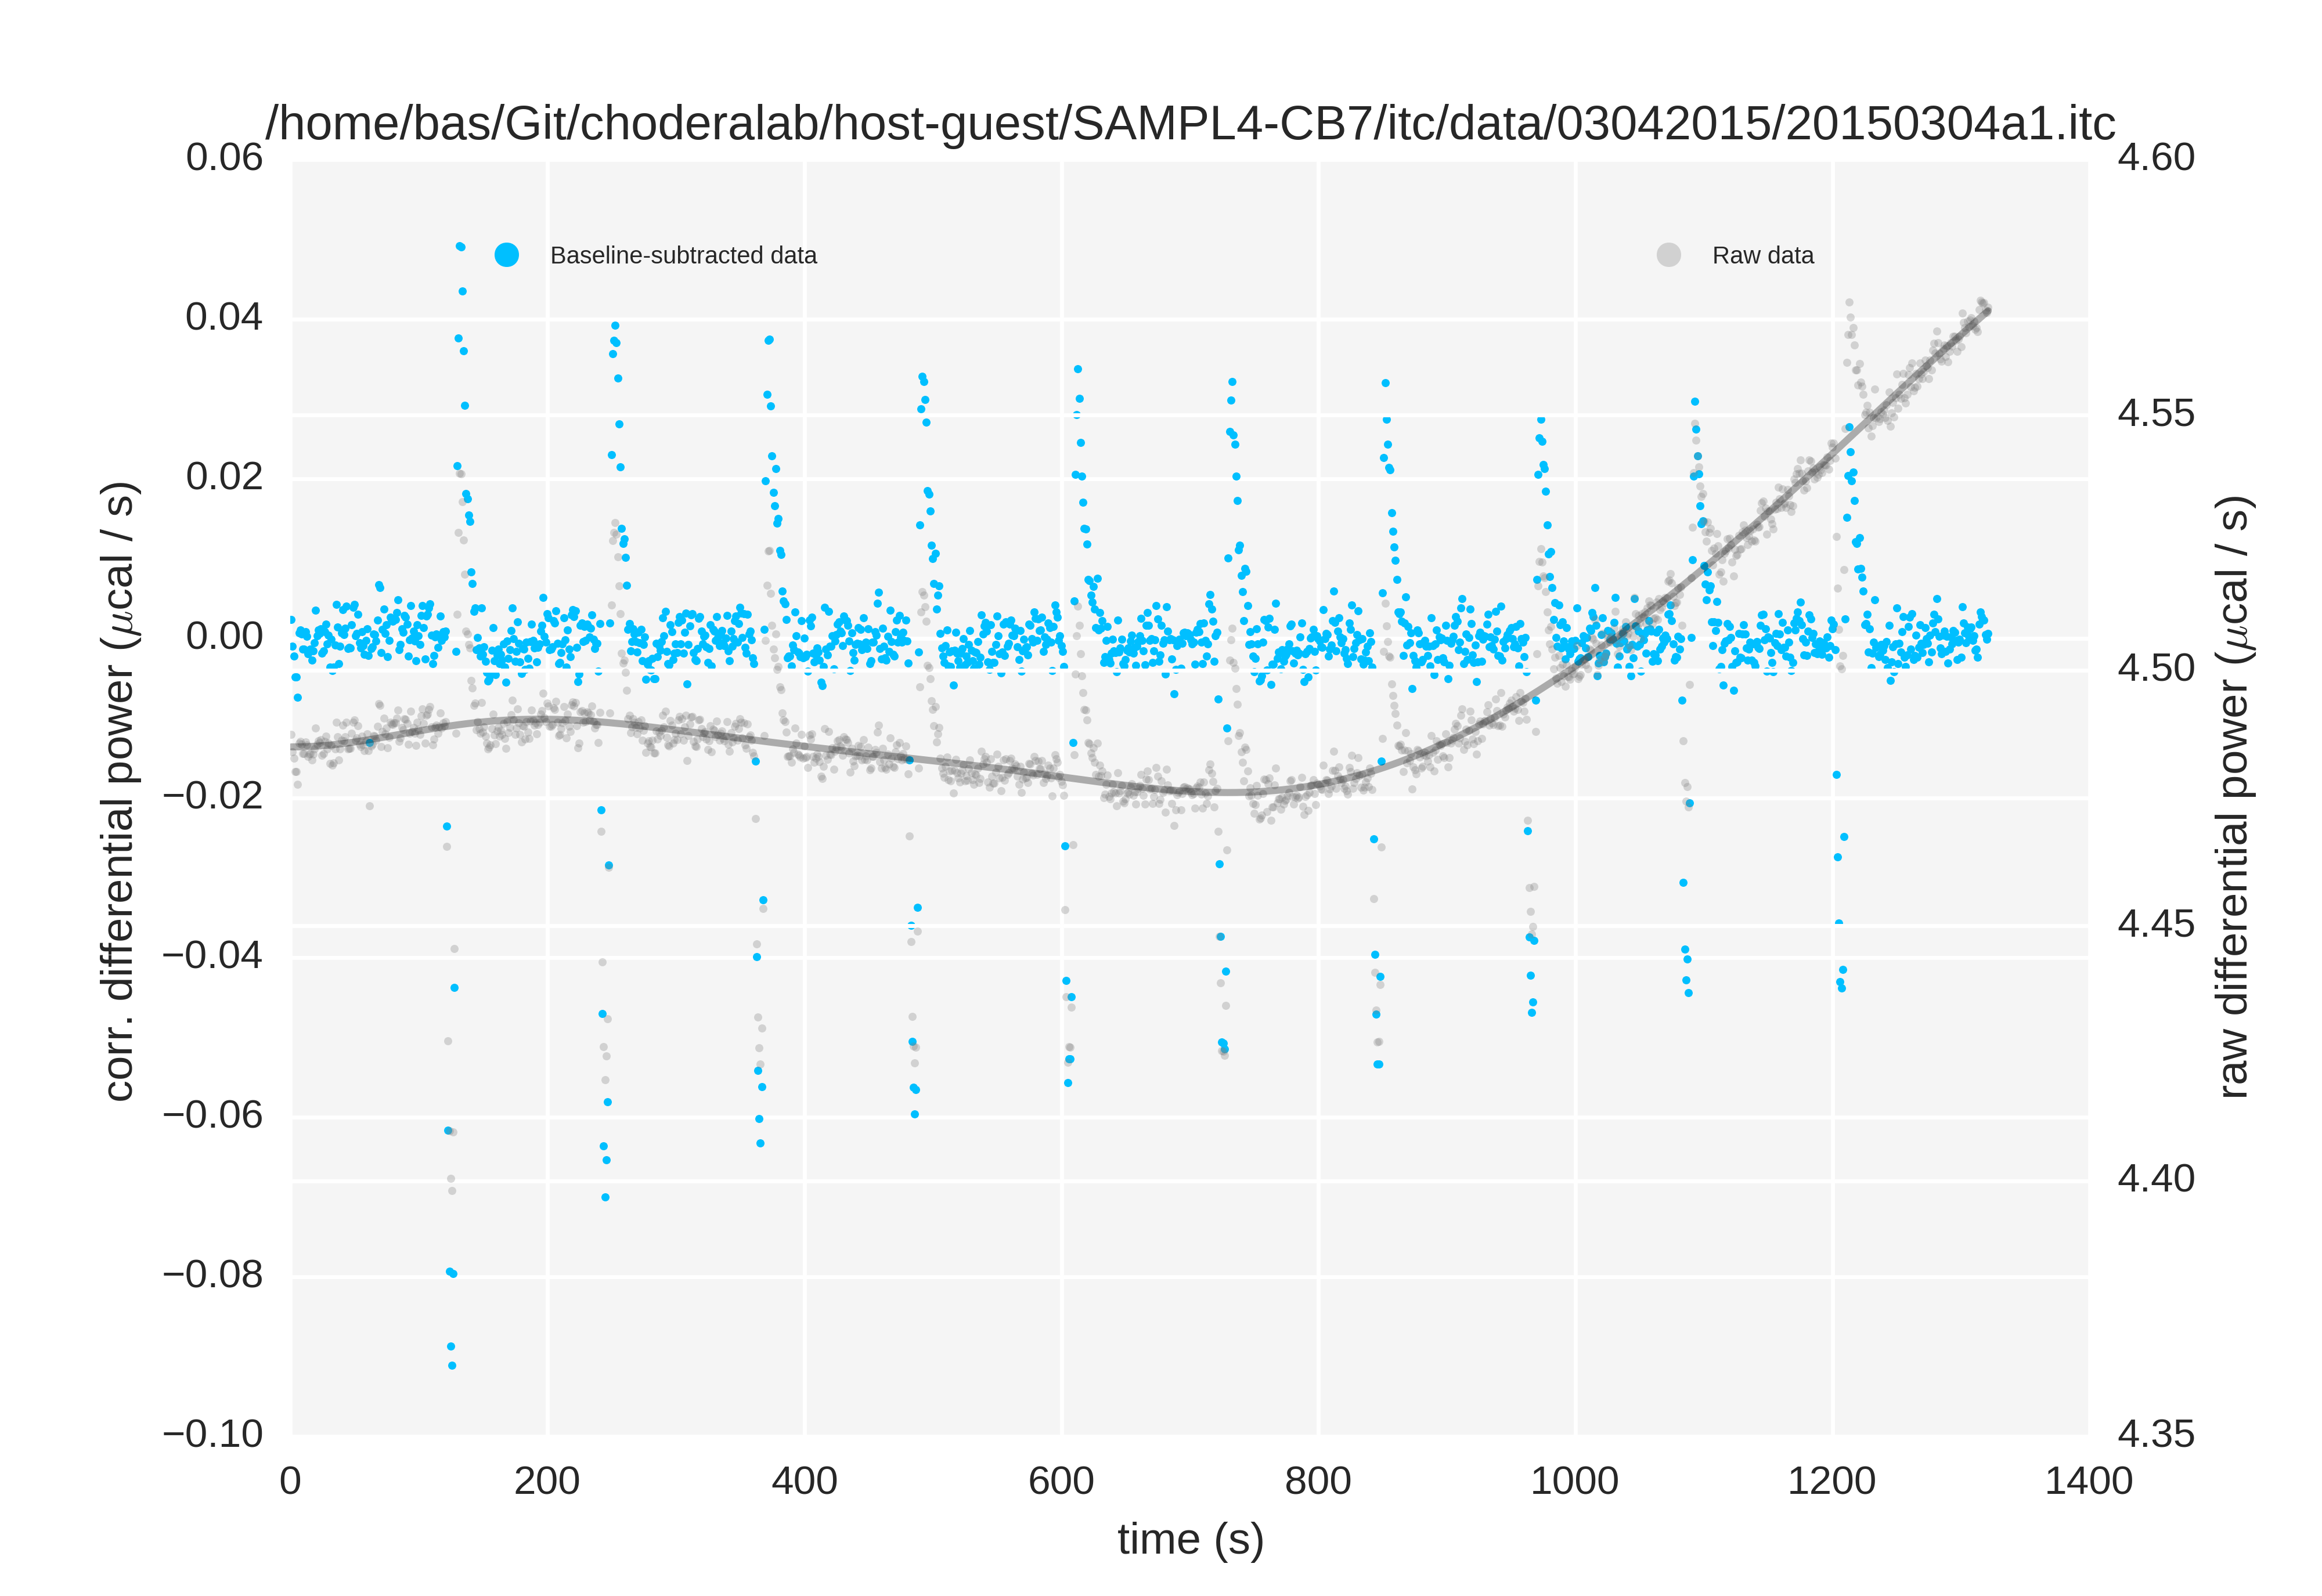 /home/bas/Git/choderalab/host-guest/SAMPL4-CB7/itc/data/03042015/20150304a1.itc
0.06
0.04
0.02
0.00
−0.02
−0.04
−0.06
−0.08
−0.10
corr. differential power (μcal / s)
Baseline-subtracted data
Raw data
4.60
4.55
4.50
4.45
4.40
4.35
raw differential power (μcal / s)
0 200 400 600 800 1000 1200 1400
time (s)